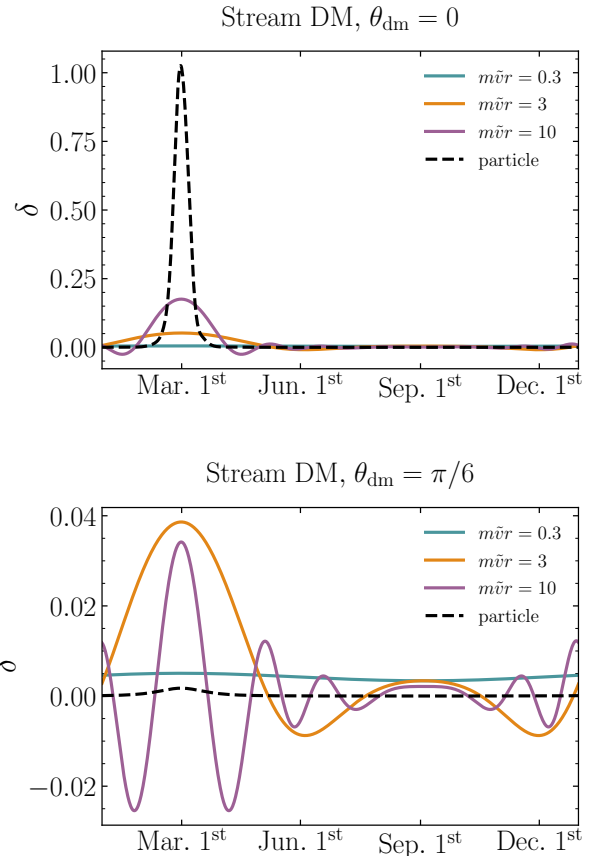 Stream DM, θ_dm = 0
1.00
0.75
0.50
0.25
0.00
δ
mṽr = 0.3
mṽr = 3
mṽr = 10
particle
Mar. 1st Jun. 1st Sep. 1st Dec. 1st
Stream DM, θ_dm = π/6
0.04
0.02
0.00
−0.02
δ
mṽr = 0.3
mṽr = 3
mṽr = 10
particle
Mar. 1st Jun. 1st Sep. 1st Dec. 1st